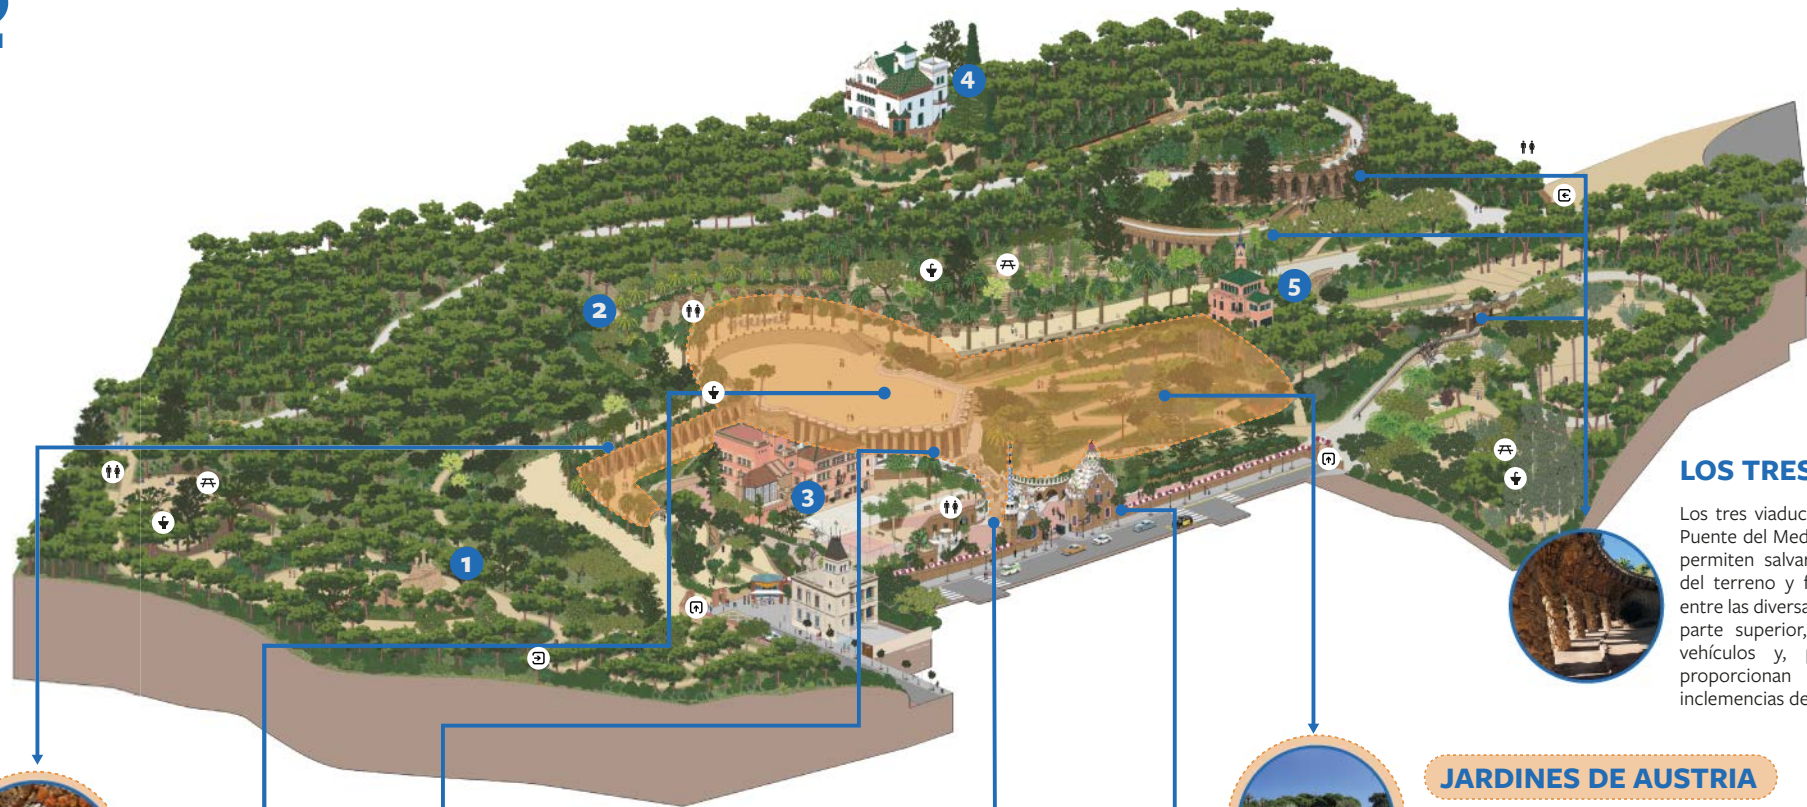 4
2
5
3
1
LOS TRES
Los tres viaduc
Puente del Med
permiten salvar
del terreno y f
entre las diversa
parte superior,
vehículos y, p
proporcionan
inclemencias de
JARDINES DE AUSTRIA